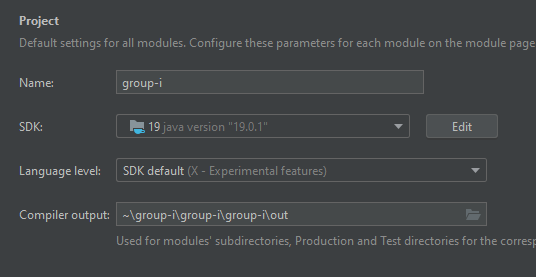 Project
Default settings for all modules. Configure these parameters for each module on the module page
Name: group-i
SDK: 19 java version "19.0.1" Edit
Language level: SDK default (X - Experimental features)
Compiler output: ~\group-i\group-i\group-i\out
Used for modules' subdirectories, Production and Test directories for the corresp